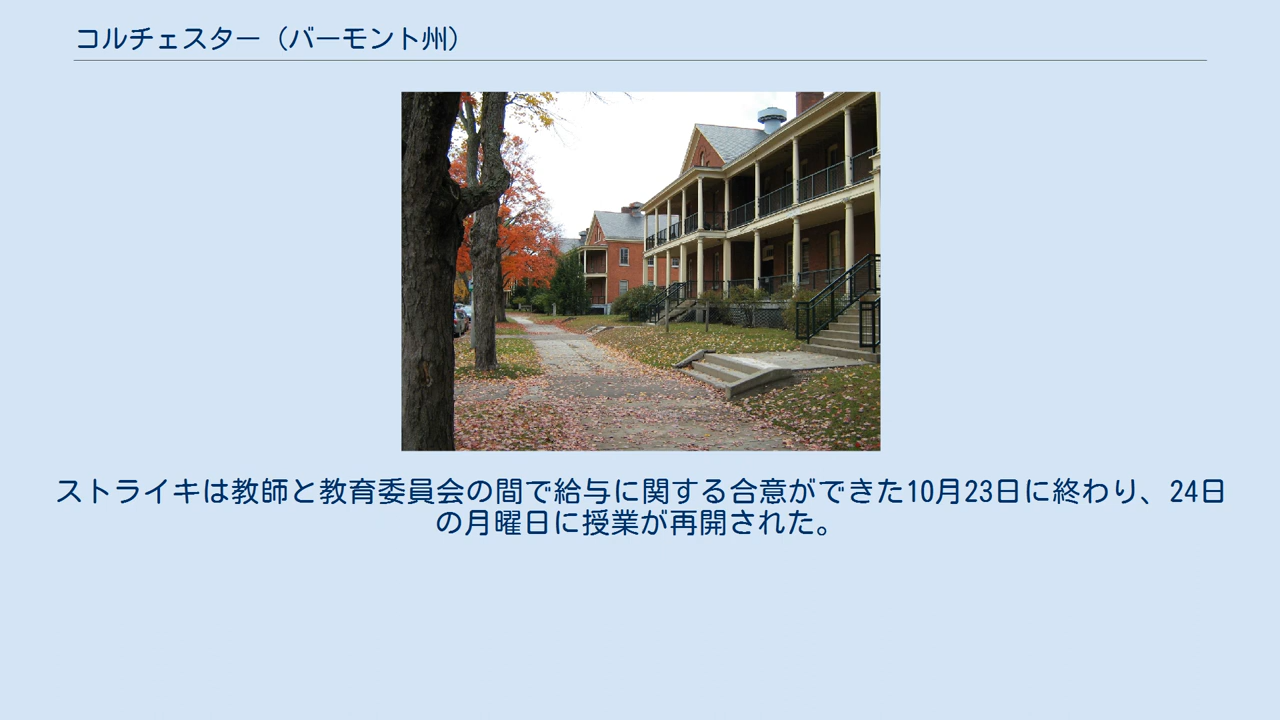 コルチェスター（バーモント州）
ストライキは教師と教育委員会の間で給与に関する合意ができた10月23日に終わり、24日
の月曜日に授業が再開された。